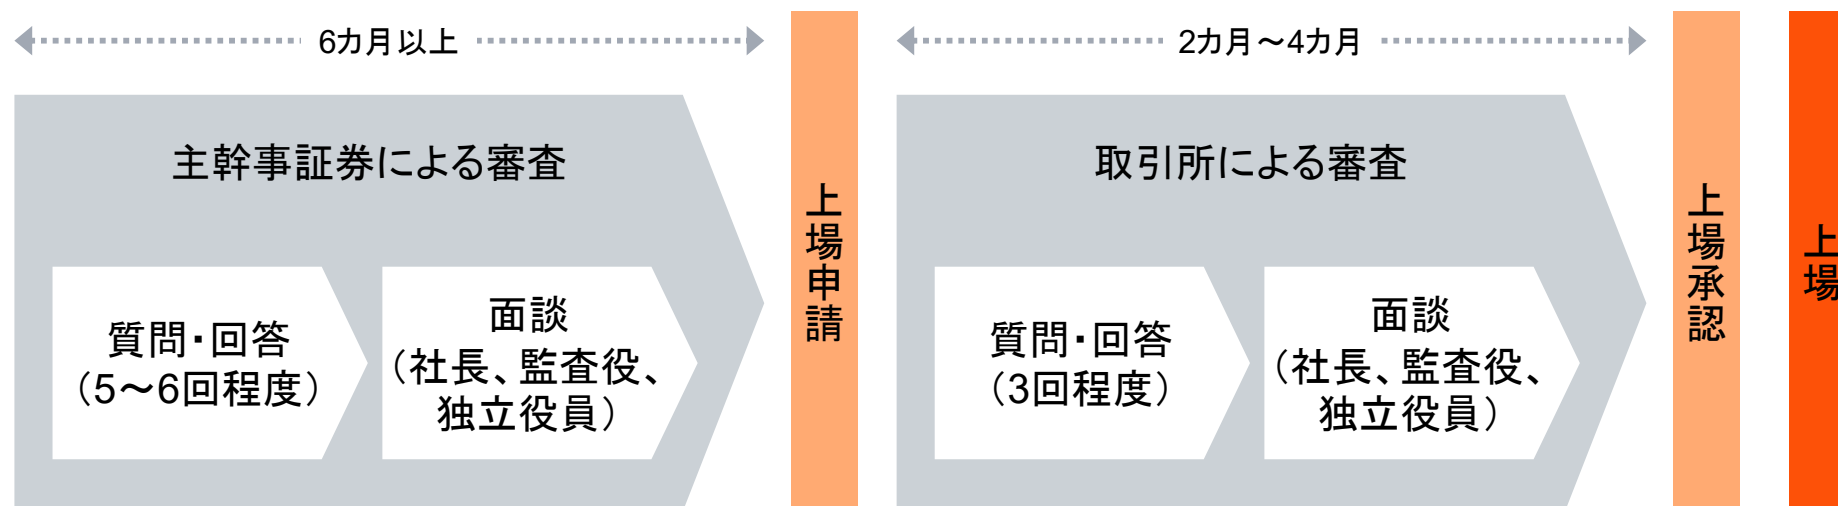 6カ月以上
主幹事証券による審査
質問・回答
（5～6回程度）
面談
（社長、監査役、
独立役員）
上場申請
2カ月～4カ月
取引所による審査
質問・回答
（3回程度）
面談
（社長、監査役、
独立役員）
上場承認
上場